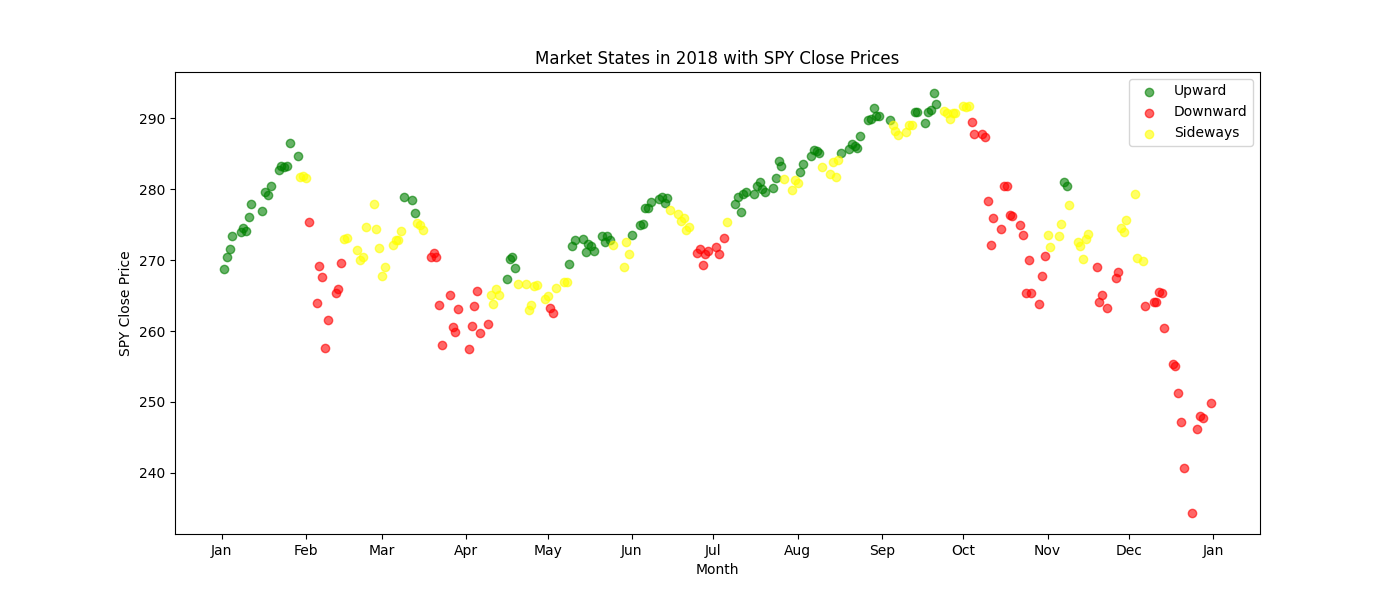 Market States in 2018 with SPY Close Prices
Upward
Downward
Sideways
SPY Close Price
290
280
270
260
250
240
Jan Feb Mar Apr May Jun Jul Aug Sep Oct Nov Dec Jan
Month